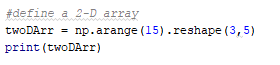 #define a 2-D array
twoDArr = np.arange(15).reshape(3,5)
print(twoDArr)